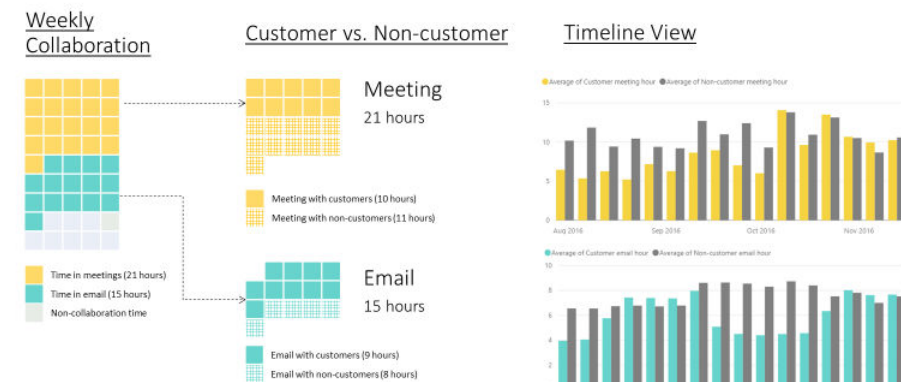 Weekly
Collaboration
Customer vs. Non-customer
Timeline View
Meeting
21 hours
Meeting with customers (10 hours)
Meeting with non-customers (11 hours)
Time in meetings (21 hours)
Time in email (15 hours)
Non-collaboration time
Email
15 hours
Email with customers (9 hours)
Email with non-customers (8 hours)
Average of Customer meeting hour Average of Non-customer meeting hour
15
10
5
0
Aug 2016 Sep 2016 Oct 2016 Nov 2016
Average of Customer email hour Average of Non-customer email hour
10
8
6
4
2